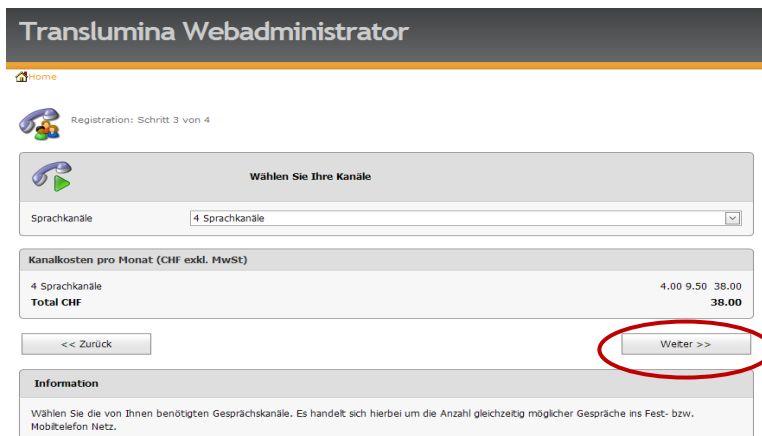 Translumina Webadministrator
Home
Registration: Schritt 3 von 4
Wählen Sie Ihre Kanäle
Sprachkanäle 4 Sprachkanäle
Kanalkosten pro Monat (CHF exkl. MwSt)
4 Sprachkanäle 4.00 9.50 38.00
Total CHF 38.00
<< Zurück Weiter >>
Information
Wählen Sie die von Ihnen benötigten Gesprächskanäle. Es handelt sich hierbei um die Anzahl gleichzeitig möglicher Gespräche ins Fest- bzw.
Mobiltelefon Netz.